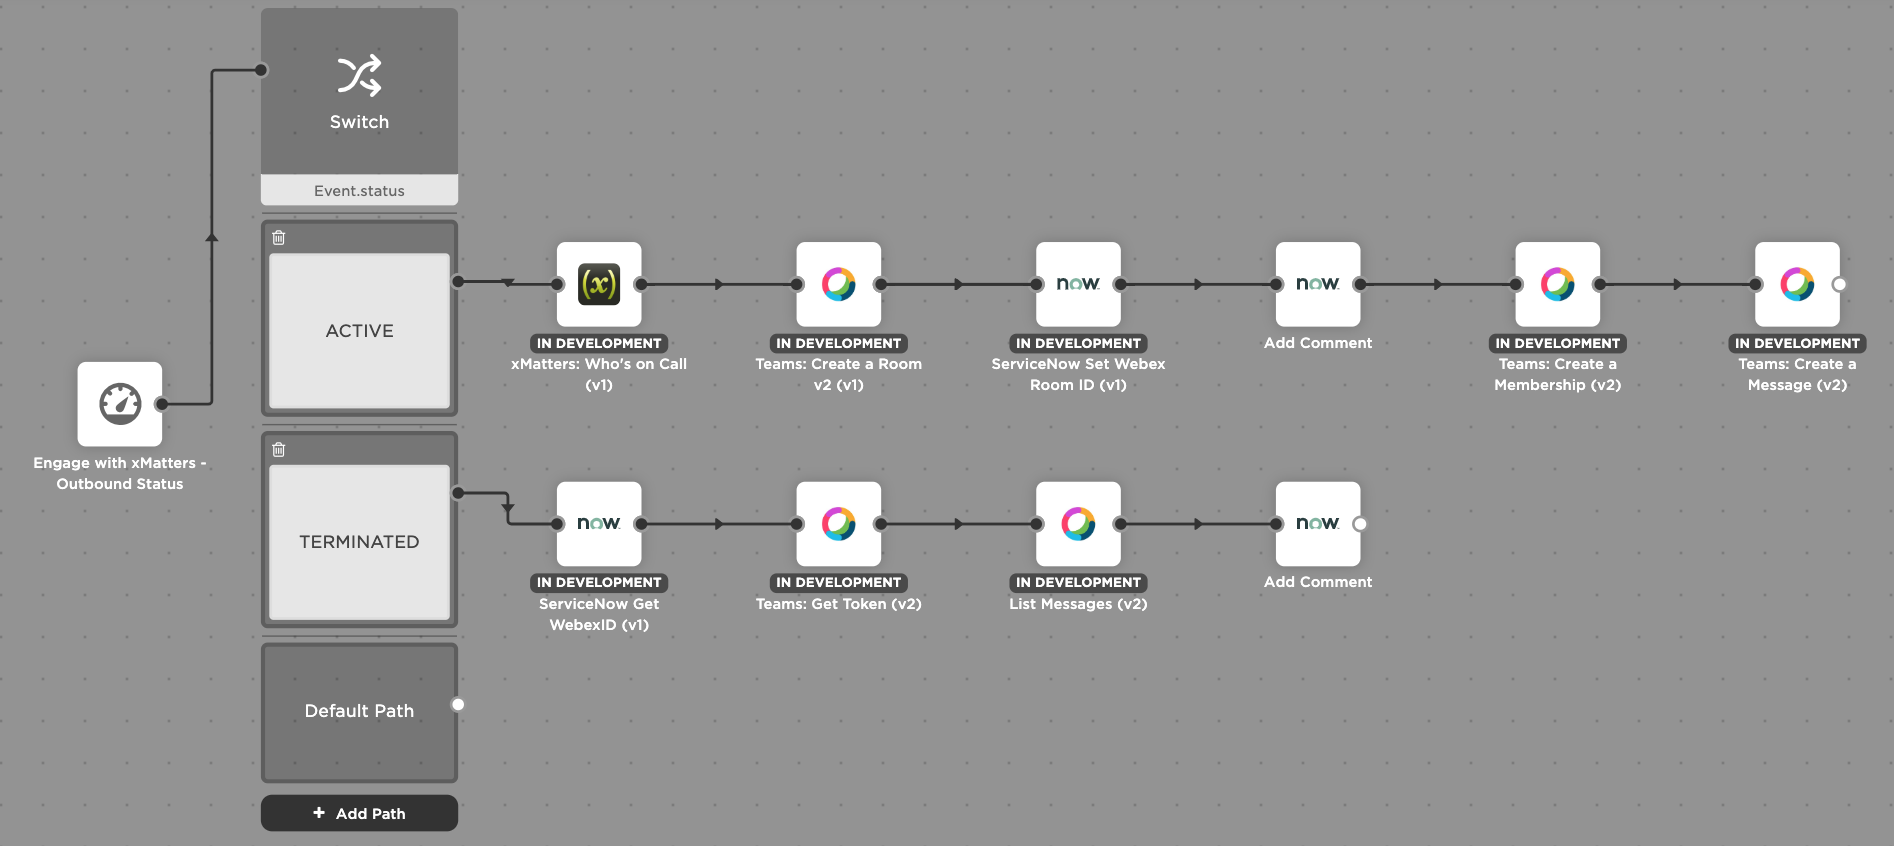 Switch
Event.status
ACTIVE
(x)
IN DEVELOPMENT
xMatters: Who's on Call
(v1)
IN DEVELOPMENT
Teams: Create a Room
v2 (v1)
now.
IN DEVELOPMENT
ServiceNow Set Webex
Room ID (v1)
now.
Add Comment
IN DEVELOPMENT
Teams: Create a
Membership (v2)
IN DEVELOPMENT
Teams: Create a
Message (v2)
Engage with xMatters -
Outbound Status
TERMINATED
now.
IN DEVELOPMENT
ServiceNow Get
WebexID (v1)
IN DEVELOPMENT
Teams: Get Token (v2)
IN DEVELOPMENT
List Messages (v2)
now.
Add Comment
Default Path
+ Add Path